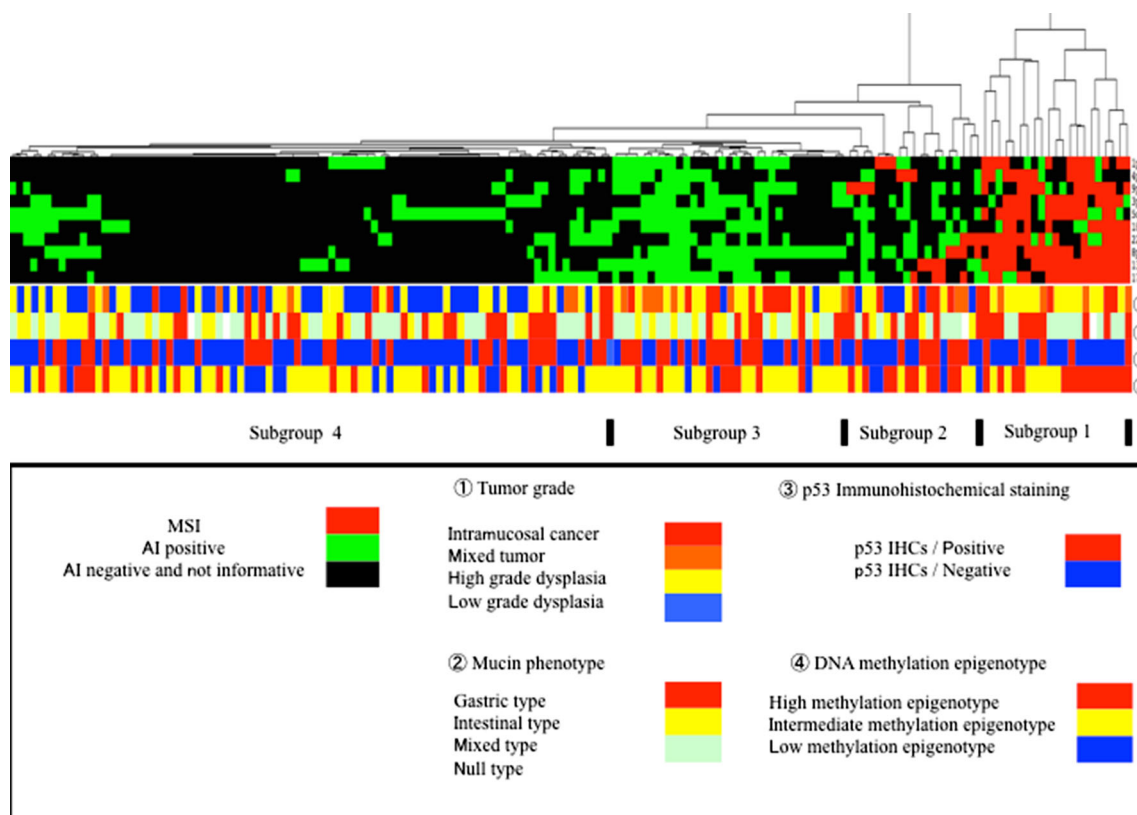 Subgroup 4 Subgroup 3 Subgroup 2 Subgroup 1
MSI
AI positive
AI negative and not informative
① Tumor grade
Intramucosal cancer
Mixed tumor
High grade dysplasia
Low grade dysplasia
② Mucin phenotype
Gastric type
Intestinal type
Mixed type
Null type
③ p53 Immunohistochemical staining
p53 IHCs / Positive
p53 IHCs / Negative
④ DNA methylation epigenotype
High methylation epigenotype
Intermediate methylation epigenotype
Low methylation epigenotype